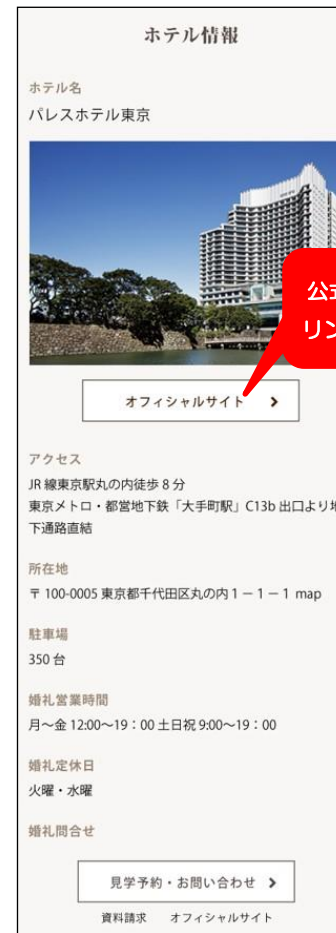 ホテル情報
ホテル名
パレスホテル東京
公式
リン
オフィシャルサイト
アクセス
JR 線東京駅丸の内徒歩 8 分
東京メトロ・都営地下鉄「大手町駅」C13b 出口より地
下通路直結
所在地
〒 100-0005 東京都千代田区丸の内 1 － 1 － 1 map
駐車場
350 台
婚礼営業時間
月～金 12:00～19：00 土日祝 9:00～19：00
婚礼定休日
火曜・水曜
婚礼問合せ
見学予約・お問い合わせ
資料請求 オフィシャルサイト